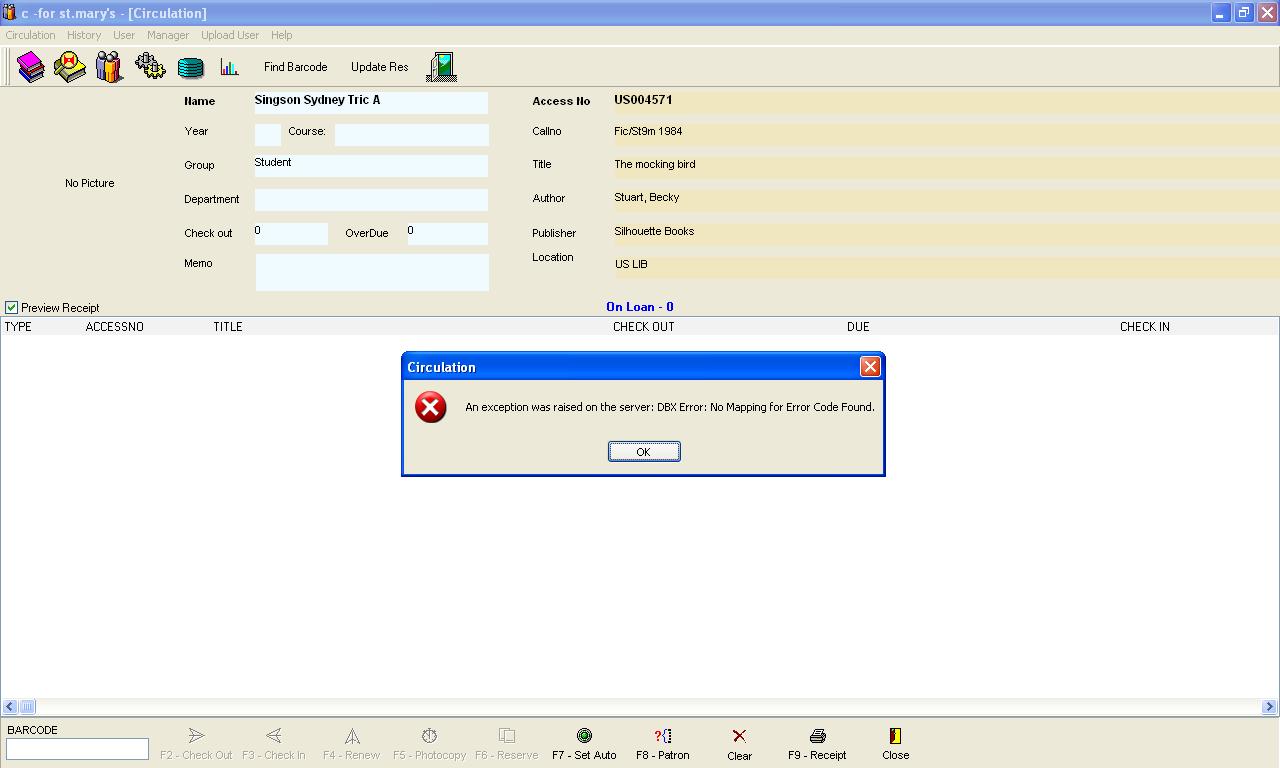 c -for st.mary's - [Circulation]
Circulation History User Manager Upload User Help
Find Barcode Update Res
Name Singson Sydney Tric A Access No US004571
Year Course: Callno Fic/St9m 1984
Group Student Title The mocking bird
No Picture
Department Author Stuart, Becky
Check out 0 OverDue 0 Publisher Silhouette Books
Memo Location US LIB
Preview Receipt On Loan - 0
TYPE ACCESSNO TITLE CHECK OUT DUE CHECK IN
Circulation
An exception was raised on the server: DBX Error: No Mapping for Error Code Found.
OK
BARCODE
F2 - Check Out F3 - Check In F4 - Renew F5 - Photocopy F6 - Reserve F7 - Set Auto F8 - Patron Clear F9 - Receipt Close